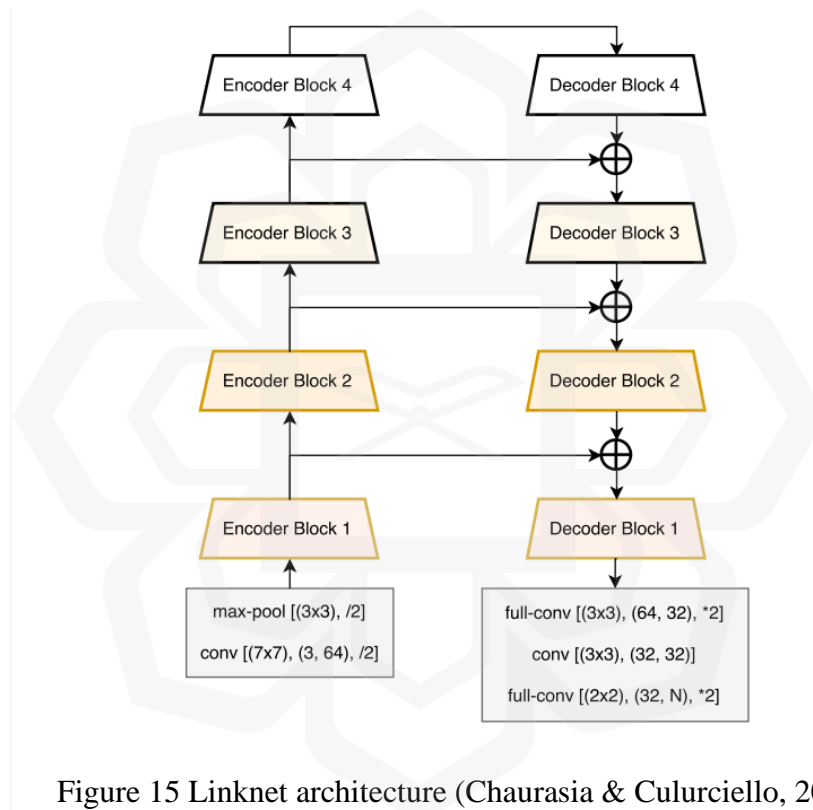 Encoder Block 4
Decoder Block 4
Encoder Block 3
Decoder Block 3
Encoder Block 2
Decoder Block 2
Encoder Block 1
Decoder Block 1
max-pool [(3x3), /2]
conv [(7x7), (3, 64), /2]
full-conv [(3x3), (64, 32), *2]
conv [(3x3), (32, 32)]
full-conv [(2x2), (32, N), *2]
Figure 15 Linknet architecture (Chaurasia & Culurciello,